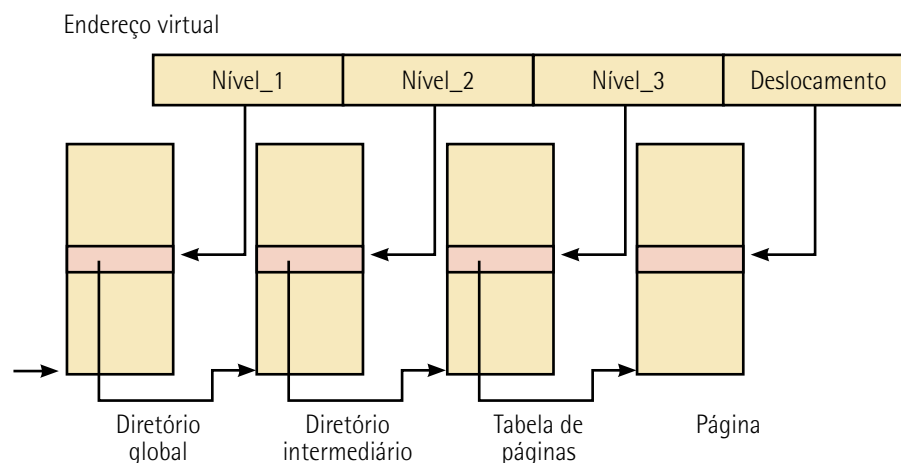 Endereço virtual
Nível_1 Nível_2 Nível_3 Deslocamento
Diretório global
Diretório intermediário
Tabela de páginas
Página